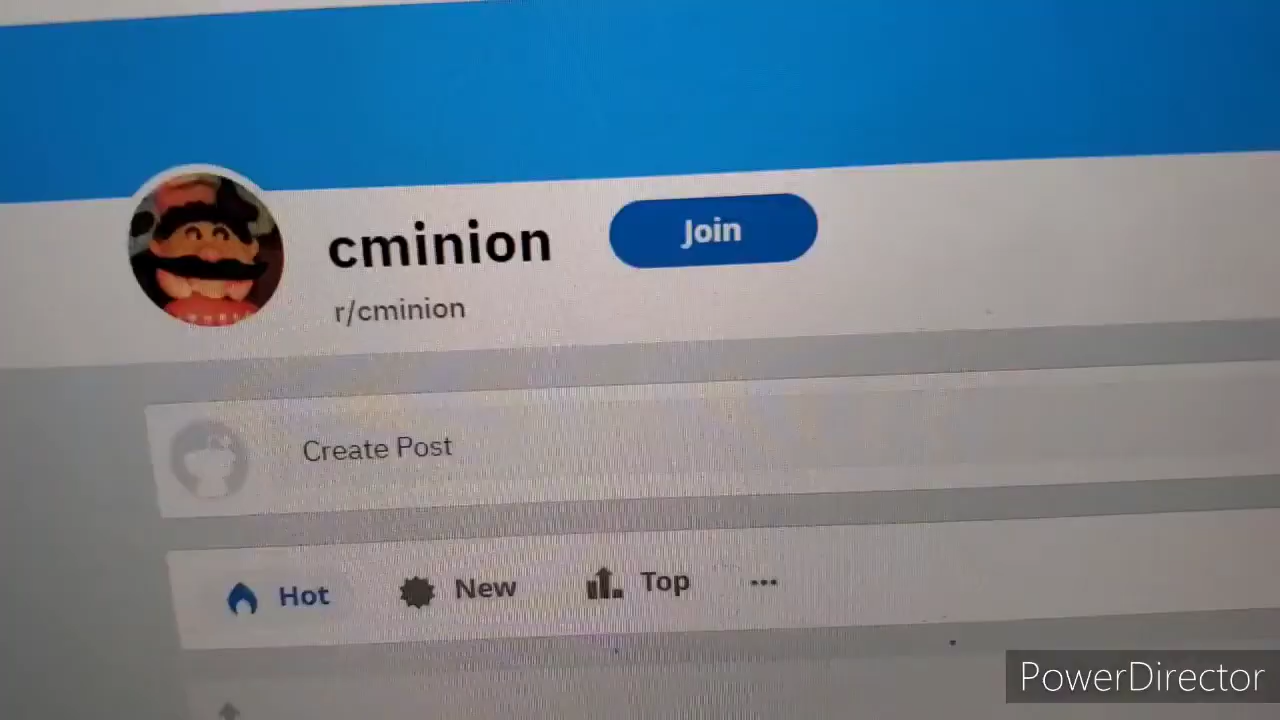 cminion
Join
r/cminion
Create Post
Hot
New
Top
...
PowerDirector